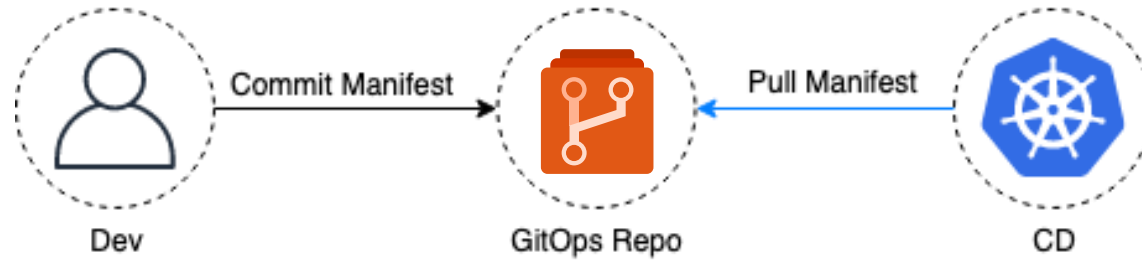 Commit Manifest
Pull Manifest
Dev
GitOps Repo
CD